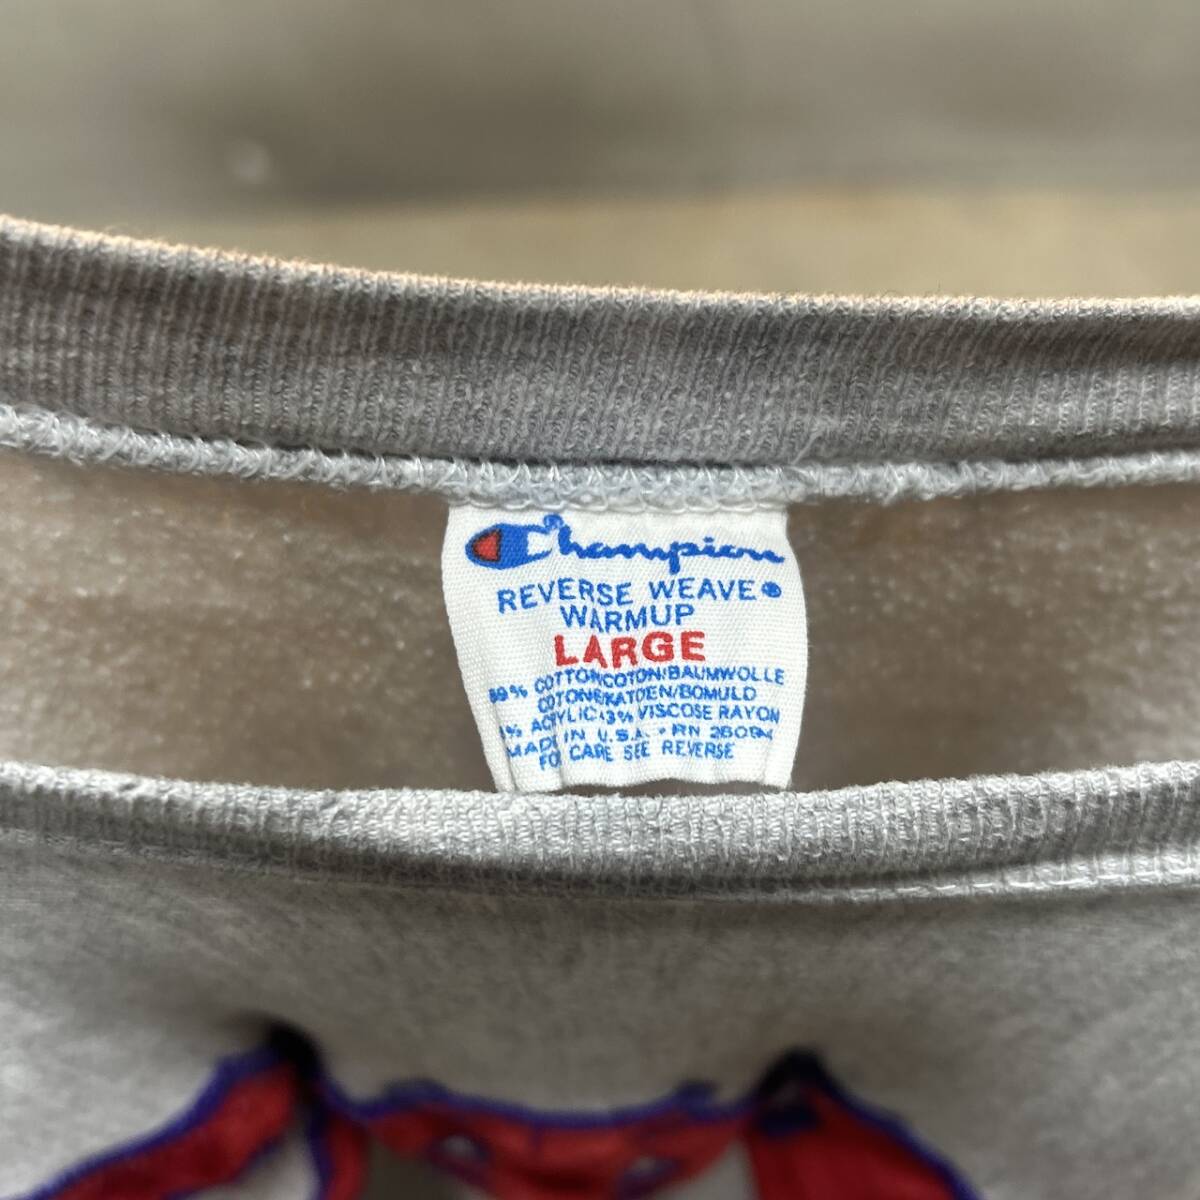 Champion®
REVERSE WEAVE®
WARMUP
LARGE
89% COTTON/COTON/BAUMWOLLE
COTONE/KATOEN/BOMULD
ACRYLIC/3% VISCOSE RAYON
MADE IN U.S.A. • RN 26094
FOR CARE SEE REVERSE